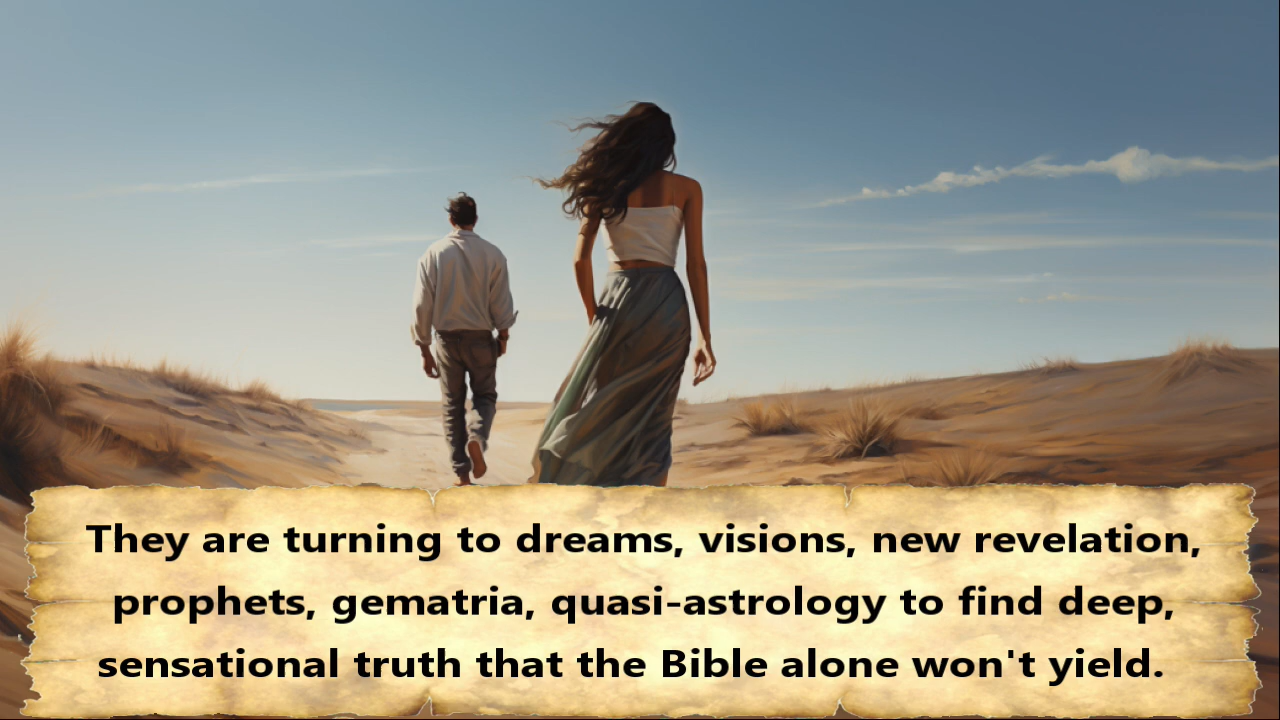 They are turning to dreams, visions, new revelation,
prophets, gematria, quasi-astrology to find deep,
sensational truth that the Bible alone won't yield.